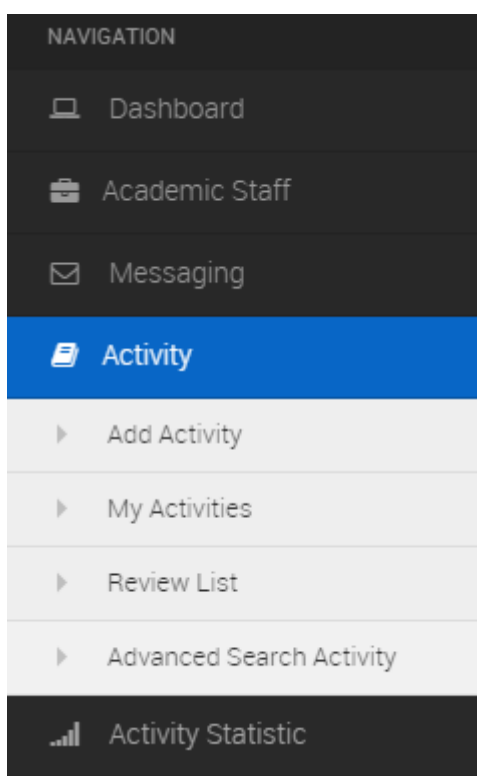 NAVIGATION
Dashboard
Academic Staff
Messaging
Activity
Add Activity
My Activities
Review List
Advanced Search Activity
Activity Statistic